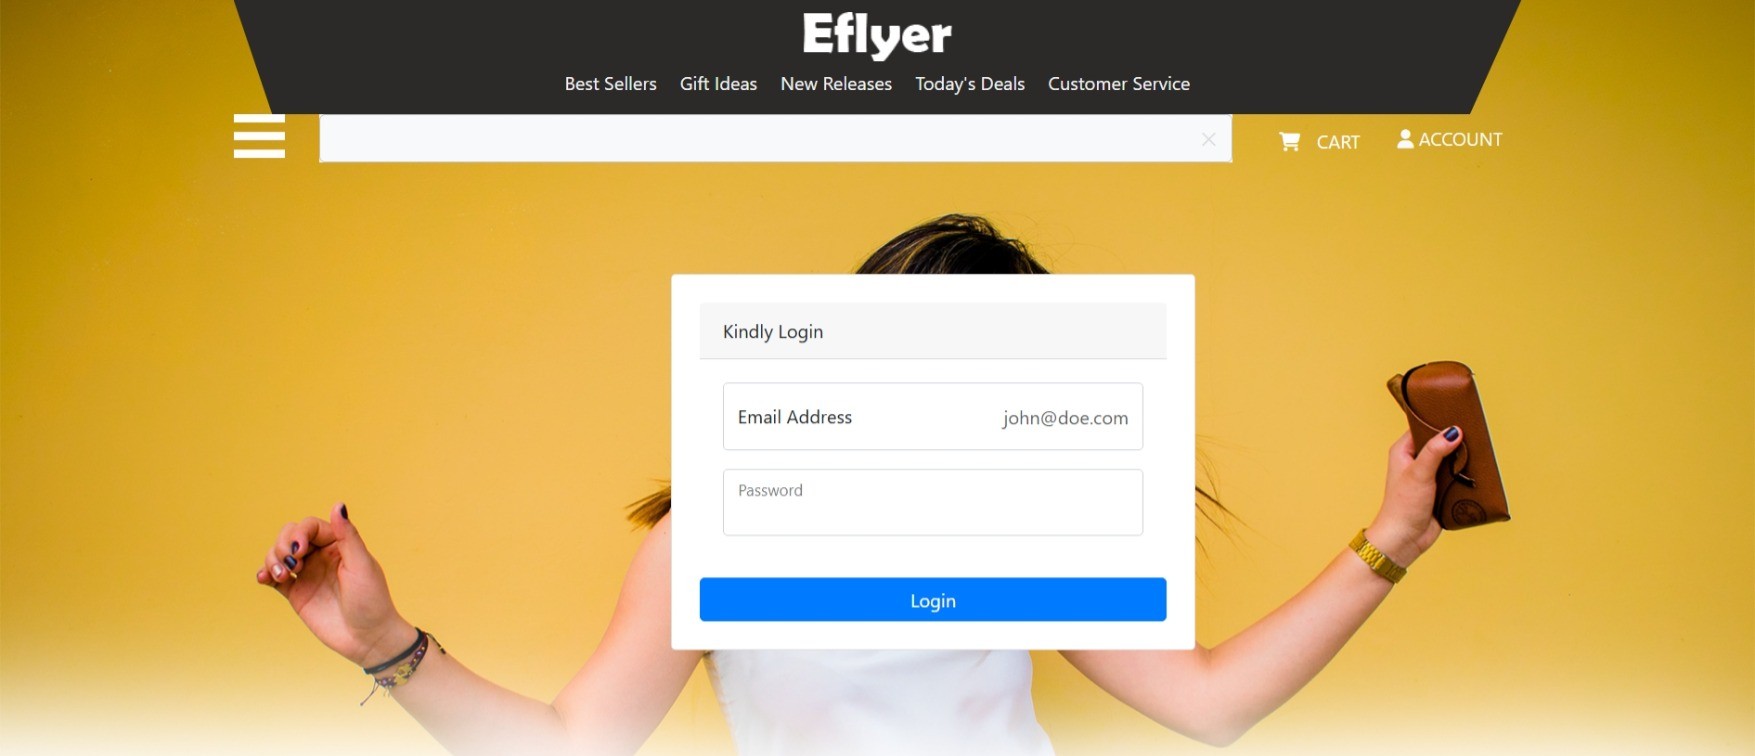 Eflyer
Best Sellers Gift Ideas New Releases Today's Deals Customer Service
CART ACCOUNT
Kindly Login
Email Address john@doe.com
Password
Login